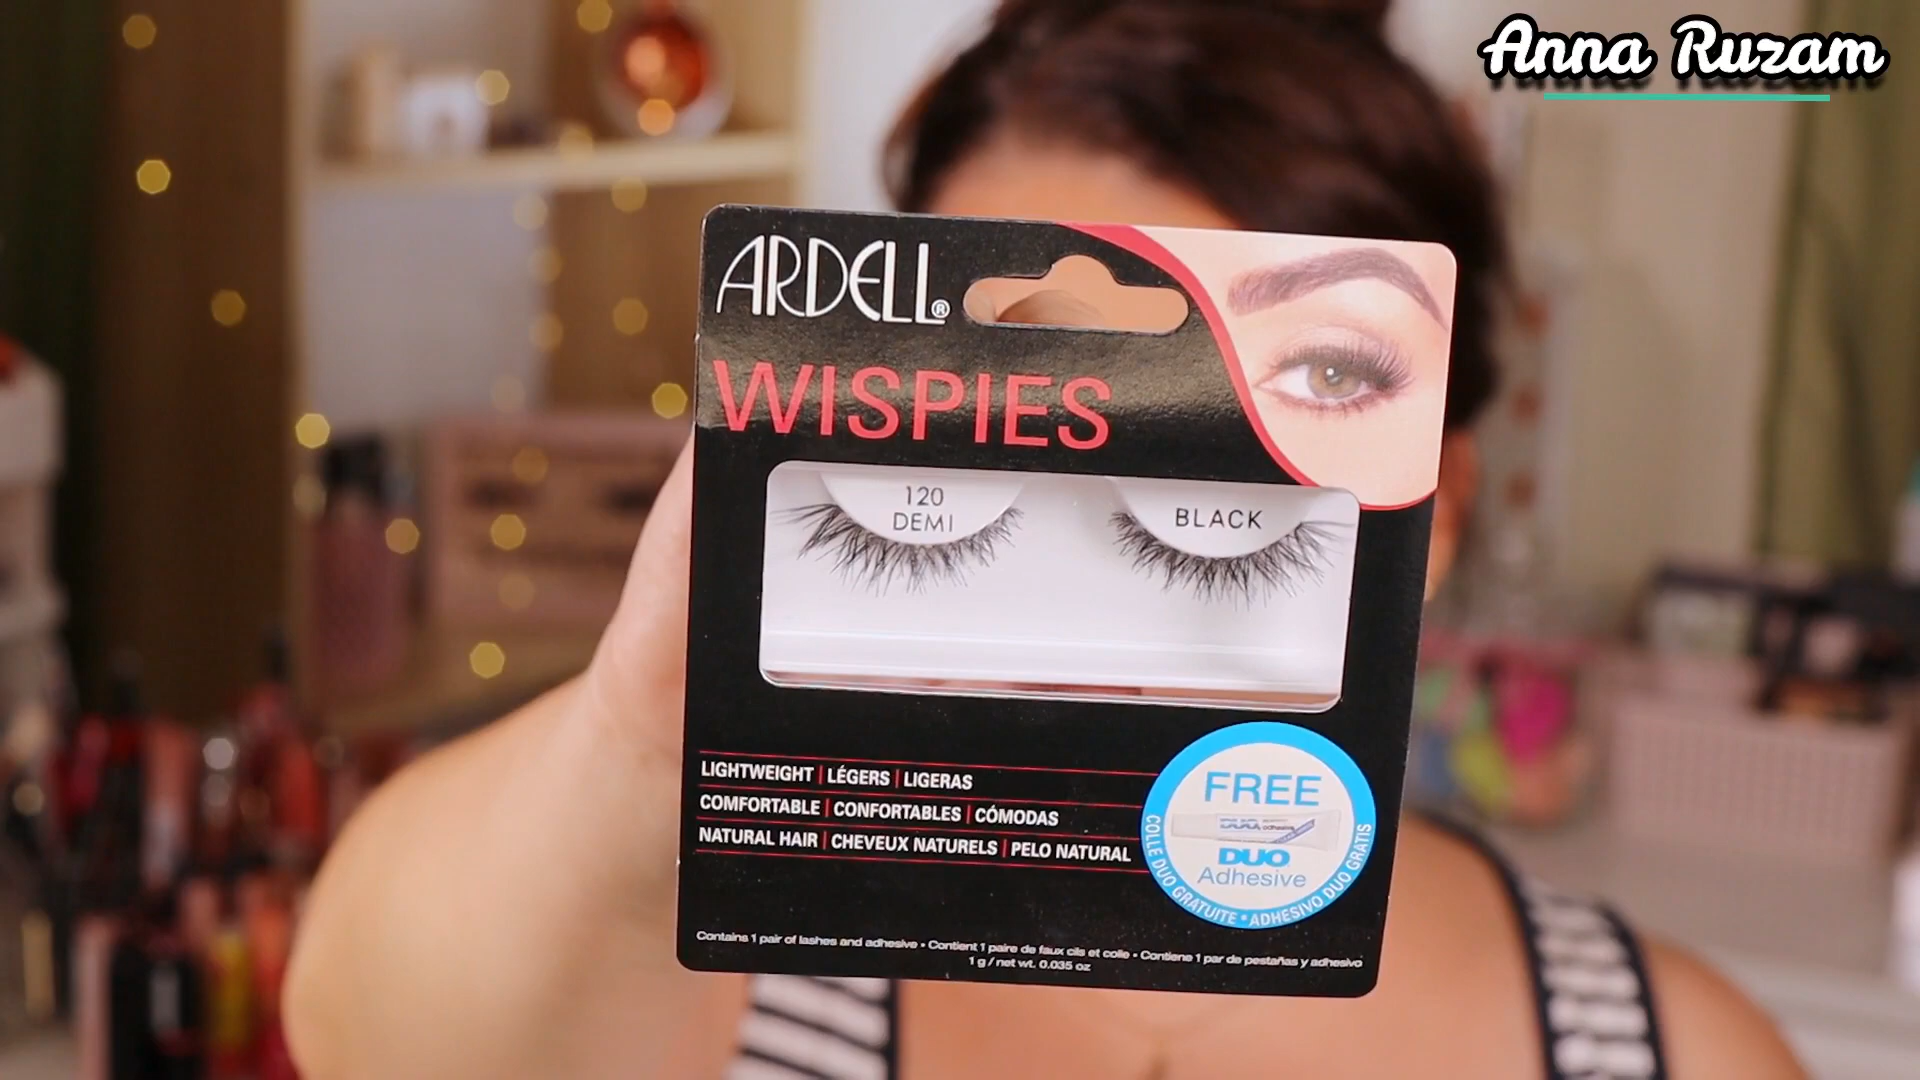 Anna Ruzam
ARDELL®
WISPIES
120
DEMI
BLACK
LIGHTWEIGHT | LÉGERS | LIGERAS
COMFORTABLE | CONFORTABLES | CÓMODAS
NATURAL HAIR | CHEVEUX NATURELS | PELO NATURAL
FREE
DUO
adhesive
DUO
Adhesive
COLLE DUO GRATUITE • ADHESIVO DUO GRATIS
Contains 1 pair of lashes and adhesive • Contient 1 paire de faux cils et colle • Contiene 1 par de pestañas y adhesivo
1 g / net wt. 0.035 oz